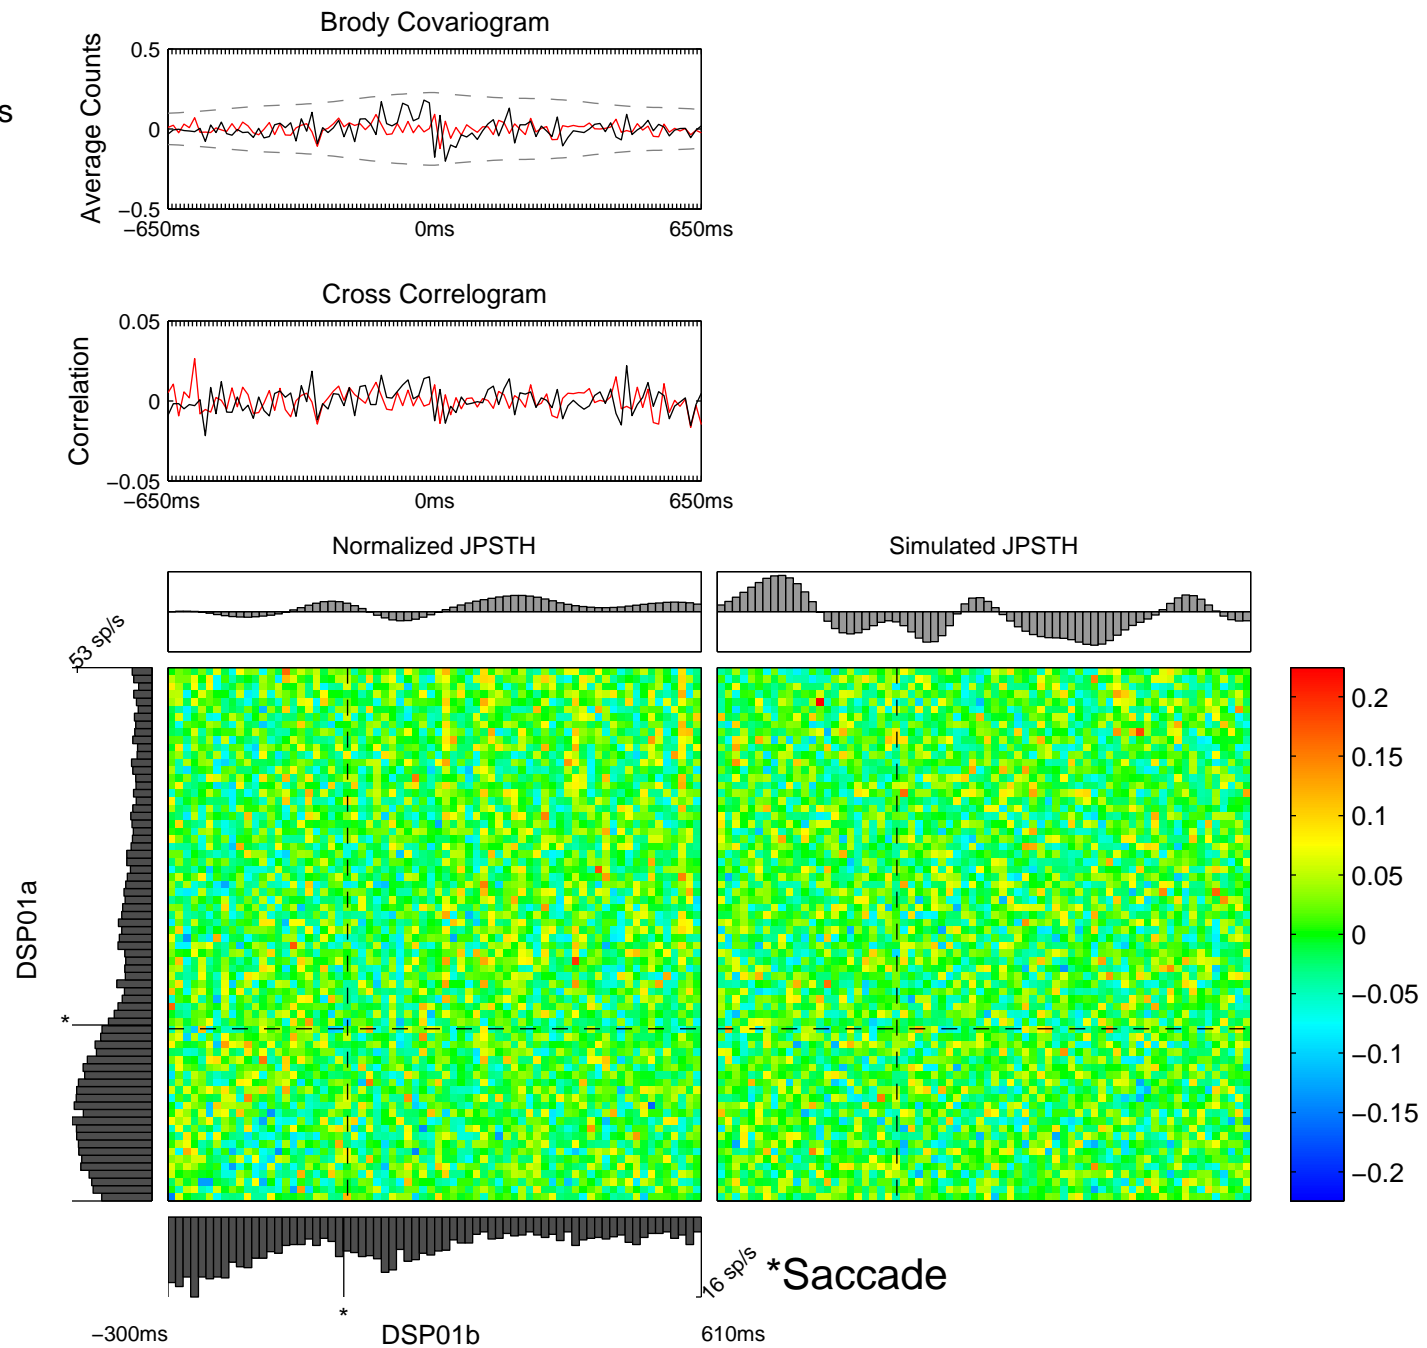 Brody Covariogram
Average Counts
0.5
0
−0.5
−650ms
0ms
650ms
s
Cross Correlogram
Correlation
0.05
0
−0.05
−650ms
0ms
650ms
Normalized JPSTH
Simulated JPSTH
53 sp/s
DSP01a
*
0.2
0.15
0.1
0.05
0
−0.05
−0.1
−0.15
−0.2
16 sp/s
*Saccade
*
−300ms
DSP01b
610ms